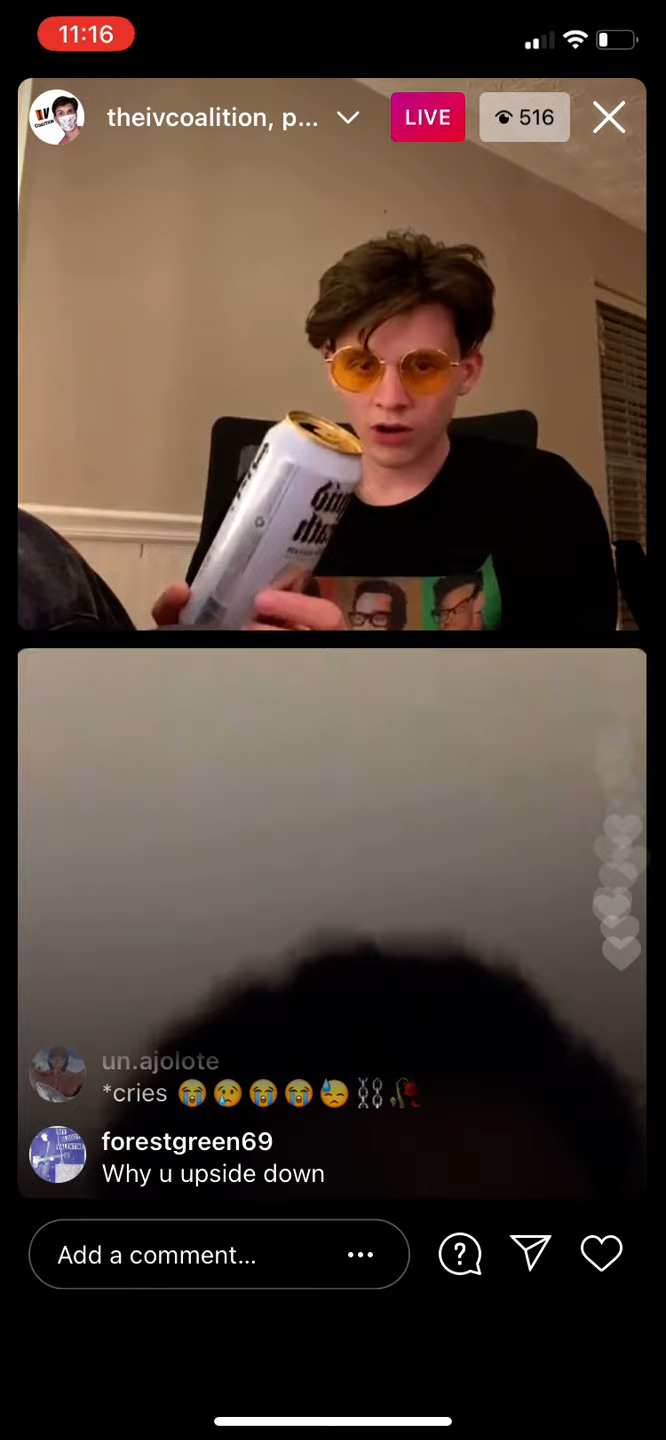 11:16
theivcoalition, p...
LIVE
516
un.ajolote
*cries 😭😢😭😭😓⛓🥀
forestgreen69
Why u upside down
Add a comment...